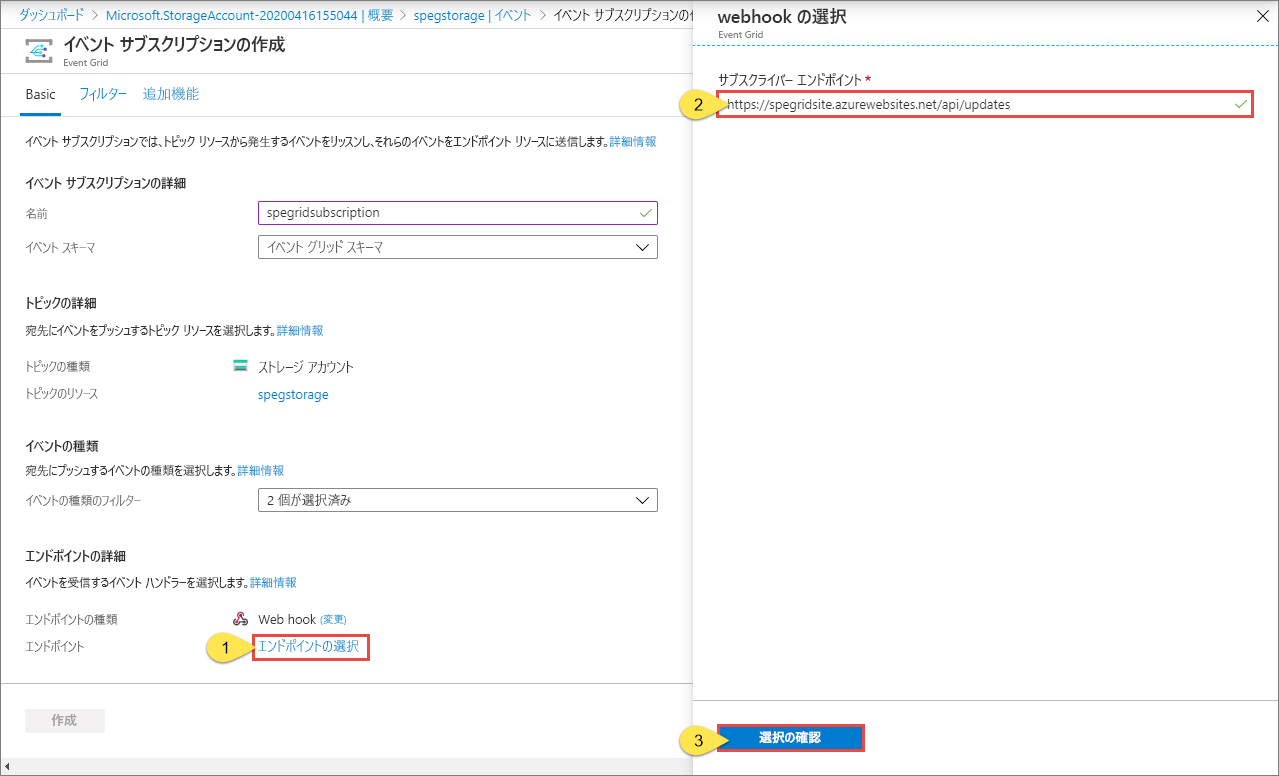 ダッシュボード > Microsoft.StorageAccount-20200416155044 | 概要 > spegstorage | イベント > イベント サブスクリプションの
イベント サブスクリプションの作成
Event Grid
Basic フィルター 追加機能
イベント サブスクリプションでは、トピック リソースから発生するイベントをリッスンし、それらのイベントをエンドポイント リソースに送信します。詳細情報
イベント サブスクリプションの詳細
名前 spegridsubscription
イベント スキーマ イベント グリッド スキーマ
トピックの詳細
宛先にイベントをプッシュするトピック リソースを選択します。詳細情報
トピックの種類 ストレージ アカウント
トピックのリソース spegstorage
イベントの種類
宛先にプッシュするイベントの種類を選択します。詳細情報
イベントの種類のフィルター 2 個が選択済み
エンドポイントの詳細
イベントを受信するイベント ハンドラーを選択します。詳細情報
エンドポイントの種類 Web hook (変更)
エンドポイント 1 エンドポイントの選択
作成
webhook の選択
Event Grid
サブスクライバー エンドポイント *
2 https://spegridsite.azurewebsites.net/api/updates
3 選択の確認